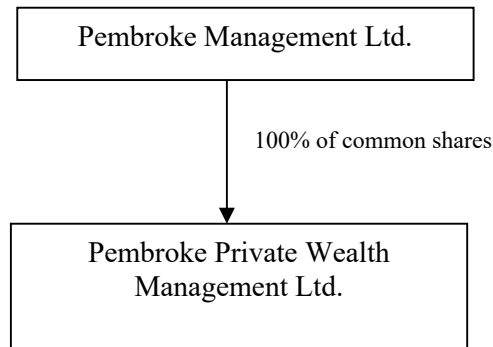 Pembroke Management Ltd.
100% of common shares
Pembroke Private Wealth
Management Ltd.